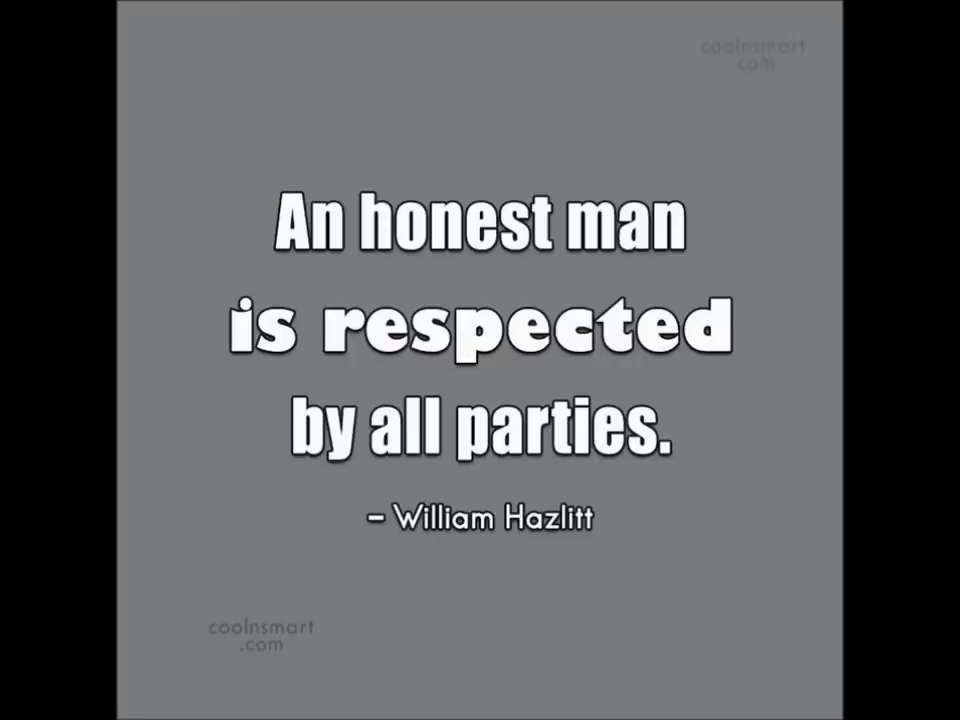 coolnsmart
.com
An honest man
is respected
by all parties.
– William Hazlitt
coolnsmart
.com